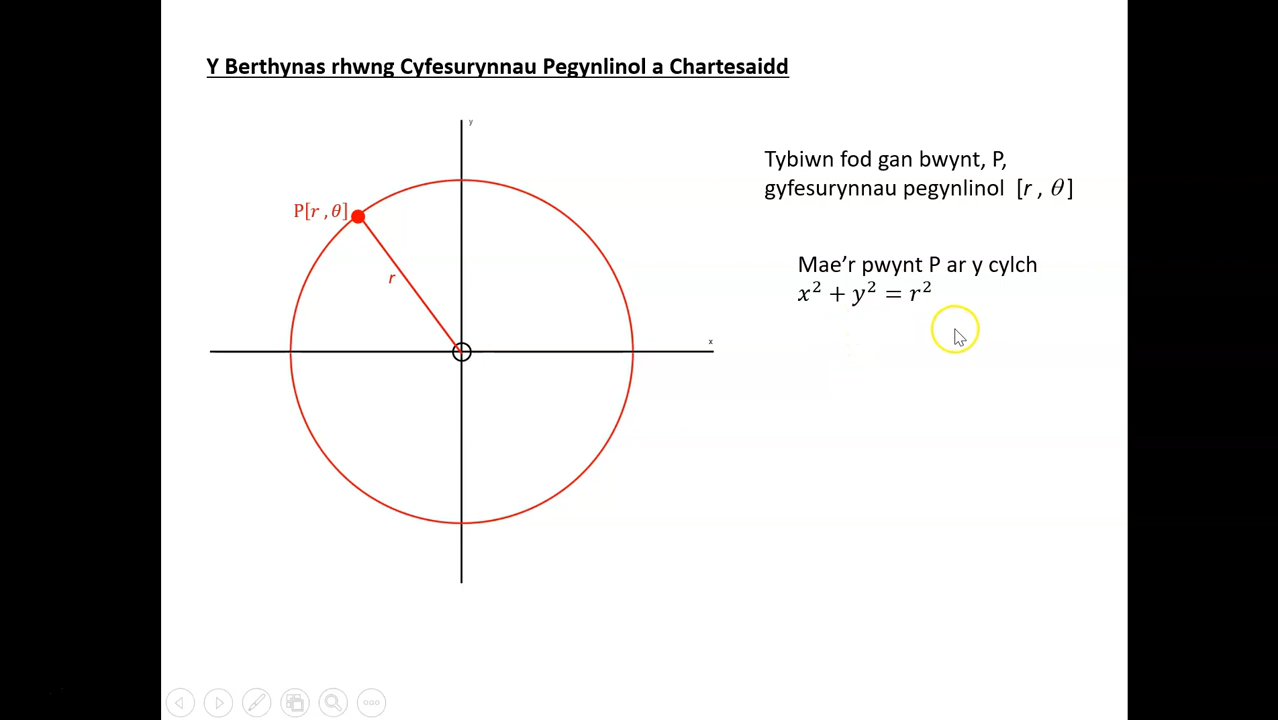 Y Berthynas rhwng Cyfesurynnau Pegynlinol a Chartesaidd
y
Tybiwn fod gan bwynt, P,
gyfesurynnau pegynlinol [r , θ]
P[r , θ]
Mae’r pwynt P ar y cylch
x² + y² = r²
r
x